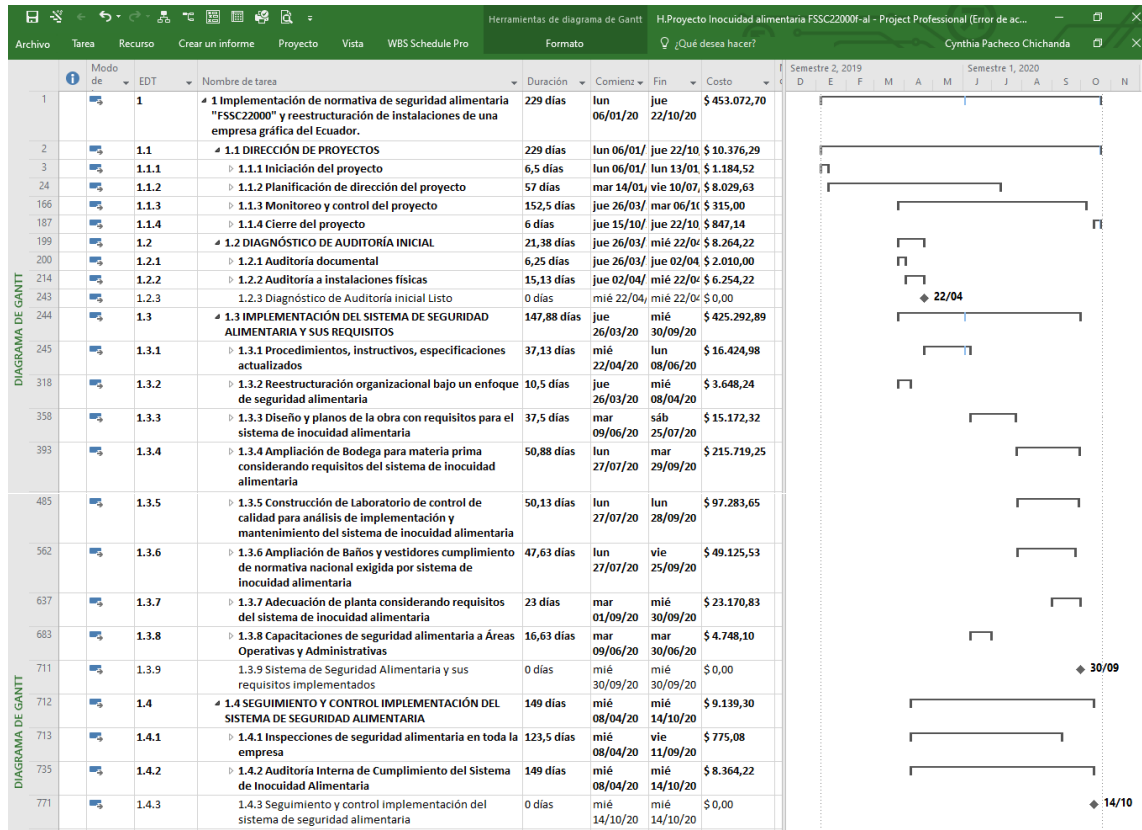 Herramientas de diagrama de Gantt H.Proyecto Inocuidad alimentaria FSSC22000f-al - Project Professional (Error de ac...
Archivo Tarea Recurso Crear un informe Proyecto Vista WBS Schedule Pro Formato ¿Qué desea hacer? Cynthia Pacheco Chichanda
Modo de EDT Nombre de tarea Duración Comienz Fin Costo Semestre 2, 2019 Semestre 1, 2020
D E F M A M J J A S O N
1 1 1 Implementación de normativa de seguridad alimentaria 229 días lun jue $ 453.072,70
"FSSC22000" y reestructuración de instalaciones de una 06/01/20 22/10/20
empresa gráfica del Ecuador.
2 1.1 1.1 DIRECCIÓN DE PROYECTOS 229 días lun 06/01/ jue 22/10, $ 10.376,29
3 1.1.1 1.1.1 Iniciación del proyecto 6,5 días lun 06/01/ lun 13/01, $ 1.184,52
24 1.1.2 1.1.2 Planificación de dirección del proyecto 57 días mar 14/01, vie 10/07, $ 8.029,63
166 1.1.3 1.1.3 Monitoreo y control del proyecto 152,5 días jue 26/03/ mar 06/1( $ 315,00
187 1.1.4 1.1.4 Cierre del proyecto 6 días jue 15/10/ jue 22/10, $ 847,14
199 1.2 1.2 DIAGNÓSTICO DE AUDITORÍA INICIAL 21,38 días jue 26/03/ mié 22/04 $ 8.264,22
200 1.2.1 1.2.1 Auditoría documental 6,25 días jue 26/03/ jue 02/04, $ 2.010,00
214 1.2.2 1.2.2 Auditoría a instalaciones físicas 15,13 días jue 02/04/ mié 22/04 $ 6.254,22
243 1.2.3 1.2.3 Diagnóstico de Auditoría inicial Listo 0 días mié 22/04, mié 22/04 $ 0,00 22/04
244 1.3 1.3 IMPLEMENTACIÓN DEL SISTEMA DE SEGURIDAD 147,88 días jue mié $ 425.292,89
ALIMENTARIA Y SUS REQUISITOS 26/03/20 30/09/20
245 1.3.1 1.3.1 Procedimientos, instructivos, especificaciones 37,13 días mié lun $ 16.424,98
actualizados 22/04/20 08/06/20
318 1.3.2 1.3.2 Reestructuración organizacional bajo un enfoque 10,5 días jue mié $ 3.648,24
de seguridad alimentaria 26/03/20 08/04/20
358 1.3.3 1.3.3 Diseño y planos de la obra con requisitos para el 37,5 días mar sáb $ 15.172,32
sistema de inocuidad alimentaria 09/06/20 25/07/20
393 1.3.4 1.3.4 Ampliación de Bodega para materia prima 50,88 días lun mar $ 215.719,25
considerando requisitos del sistema de inocuidad 27/07/20 29/09/20
alimentaria
485 1.3.5 1.3.5 Construcción de Laboratorio de control de 50,13 días lun lun $ 97.283,65
calidad para análisis de implementación y 27/07/20 28/09/20
mantenimiento del sistema de inocuidad alimentaria
562 1.3.6 1.3.6 Ampliación de Baños y vestidores cumplimiento 47,63 días lun vie $ 49.125,53
de normativa nacional exigida por sistema de 27/07/20 25/09/20
inocuidad alimentaria
637 1.3.7 1.3.7 Adecuación de planta considerando requisitos 23 días mar mié $ 23.170,83
del sistema de inocuidad alimentaria 01/09/20 30/09/20
683 1.3.8 1.3.8 Capacitaciones de seguridad alimentaria a Áreas 16,63 días mar mar $ 4.748,10
Operativas y Administrativas 09/06/20 30/06/20
711 1.3.9 1.3.9 Sistema de Seguridad Alimentaria y sus 0 días mié mié $ 0,00 30/09
requisitos implementados 30/09/20 30/09/20
712 1.4 1.4 SEGUIMIENTO Y CONTROL IMPLEMENTACIÓN DEL 149 días mié mié $ 9.139,30
SISTEMA DE SEGURIDAD ALIMENTARIA 08/04/20 14/10/20
713 1.4.1 1.4.1 Inspecciones de seguridad alimentaria en toda la 123,5 días mié vie $ 775,08
empresa 08/04/20 11/09/20
735 1.4.2 1.4.2 Auditoría Interna de Cumplimiento del Sistema 149 días mié mié $ 8.364,22
de Inocuidad Alimentaria 08/04/20 14/10/20
771 1.4.3 1.4.3 Seguimiento y control implementación del 0 días mié mié $ 0,00 14/10
sistema de seguridad alimentaria 14/10/20 14/10/20
DIAGRAMA DE GANTT
DIAGRAMA DE GANTT